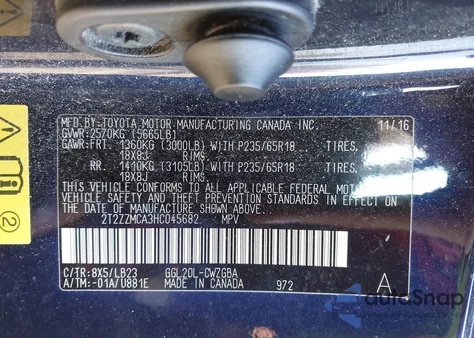 MFD.BY:TOYOTA MOTOR MANUFACTURING CANADA INC. 11/16
GVWR:2570KG (5665LB)
GAWR:FRT. 1360KG (3000LB) WITH P235/65R18 TIRES,
18X8J RIMS,
RR. 1410KG (3105LB) WITH P235/65R18 TIRES,
18X8J RIMS,
THIS VEHICLE CONFORMS TO ALL APPLICABLE FEDERAL MOTOR
VEHICLE SAFETY AND THEFT PREVENTION STANDARDS IN EFFECT ON
THE DATE OF MANUFACTURE SHOWN ABOVE.
2T2ZZMCA3HC045682 MPV
C/TR:8X5/LB23 GGL20L-CWZGBA
A/TM:-01A/U881E MADE IN CANADA 972 A
AutoSnap